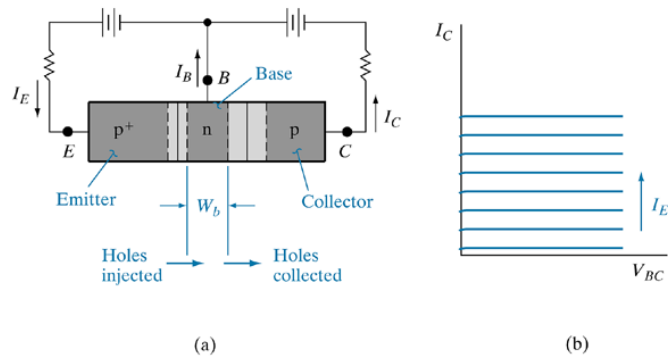 I_B
B
Base
I_E
I_C
p⁺
n
p
E
C
Emitter
W_b
Collector
Holes
injected
Holes
collected
(a)
I_C
I_E
V_BC
(b)